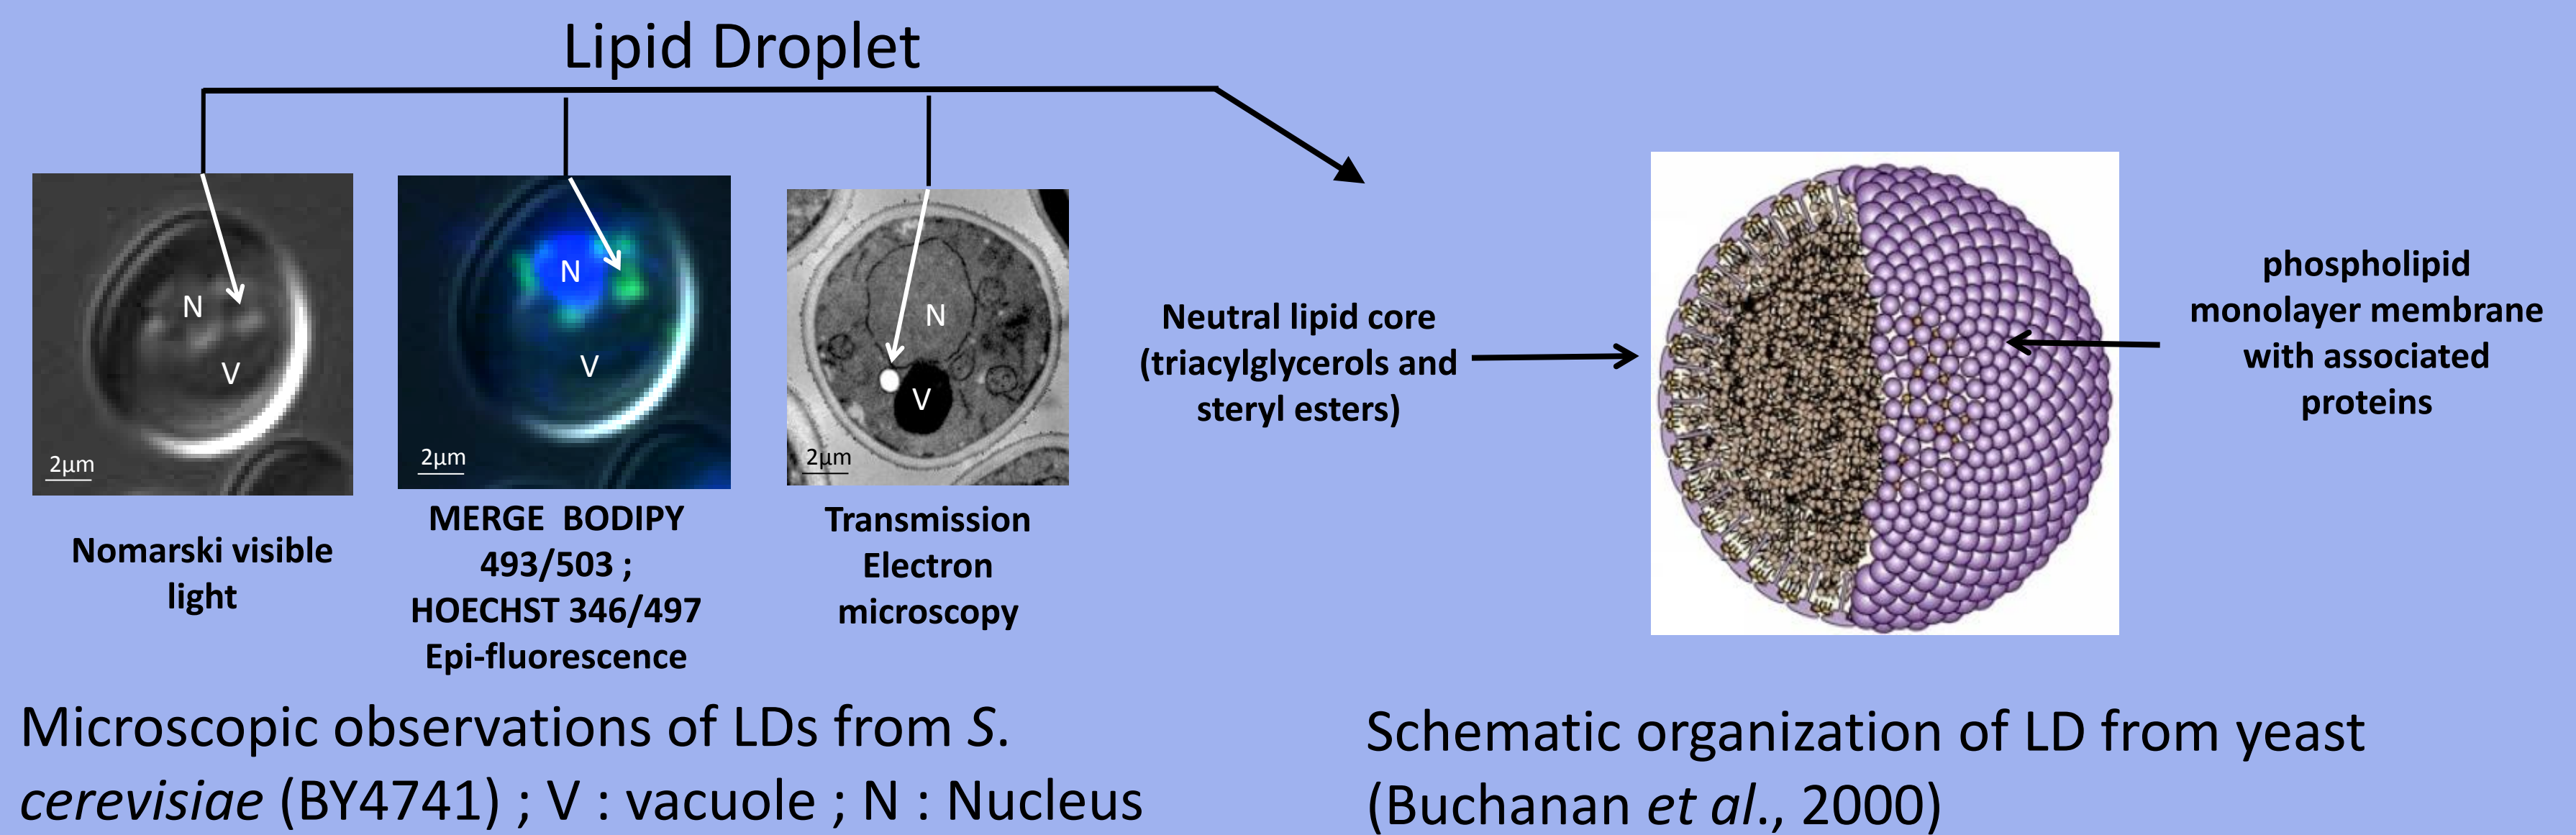 Lipid Droplet
N
V
2µm
N
V
2µm
N
V
2µm
Nomarski visible
light
MERGE BODIPY
493/503 ;
HOECHST 346/497
Epi-fluorescence
Transmission
Electron
microscopy
Neutral lipid core
(triacylglycerols and
steryl esters)
phospholipid
monolayer membrane
with associated
proteins
Microscopic observations of LDs from S.
cerevisiae (BY4741) ; V : vacuole ; N : Nucleus
Schematic organization of LD from yeast
(Buchanan et al., 2000)